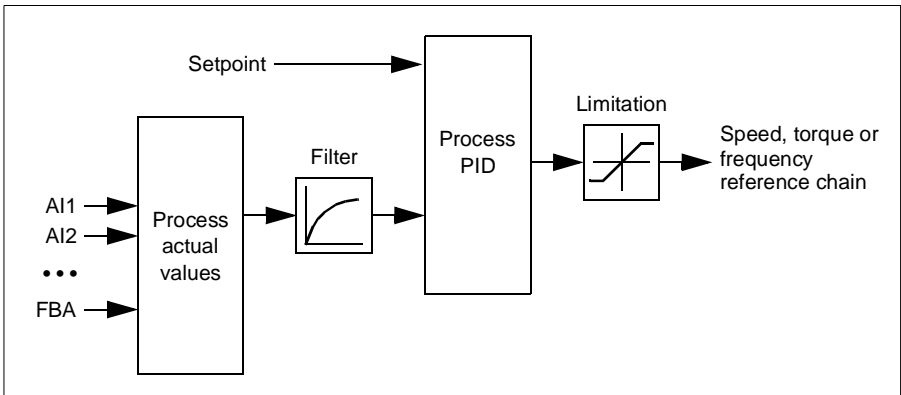 Setpoint
Limitation
Process
PID
Speed, torque or
frequency
reference chain
Filter
AI1
AI2
•••
FBA
Process
actual
values